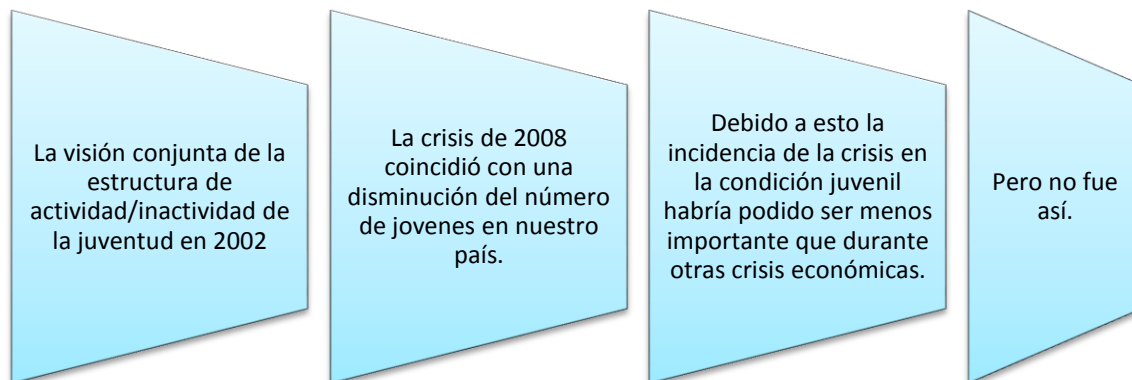 La visión conjunta de la
estructura de
actividad/inactividad de
la juventud en 2002
La crisis de 2008
coincidió con una
disminución del número
de jovenes en nuestro
país.
Debido a esto la
incidencia de la crisis en
la condición juvenil
habría podido ser menos
importante que durante
otras crisis económicas.
Pero no fue
así.